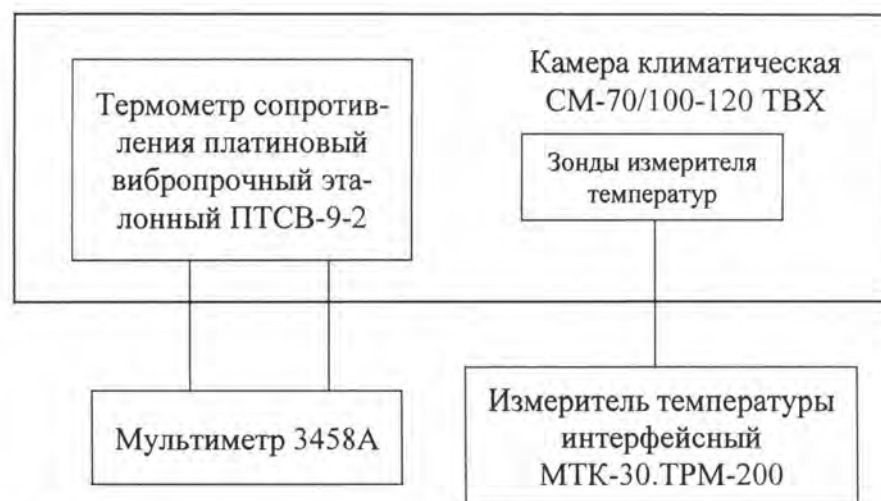 Термометр сопротив-
ления платиновый
вибропрочный эта-
лонный ПТСВ-9-2
Камера климатическая
СМ-70/100-120 ТВХ
Зонды измерителя
температур
Мультиметр 3458А
Измеритель температуры
интерфейсный
МТК-30.ТРМ-200